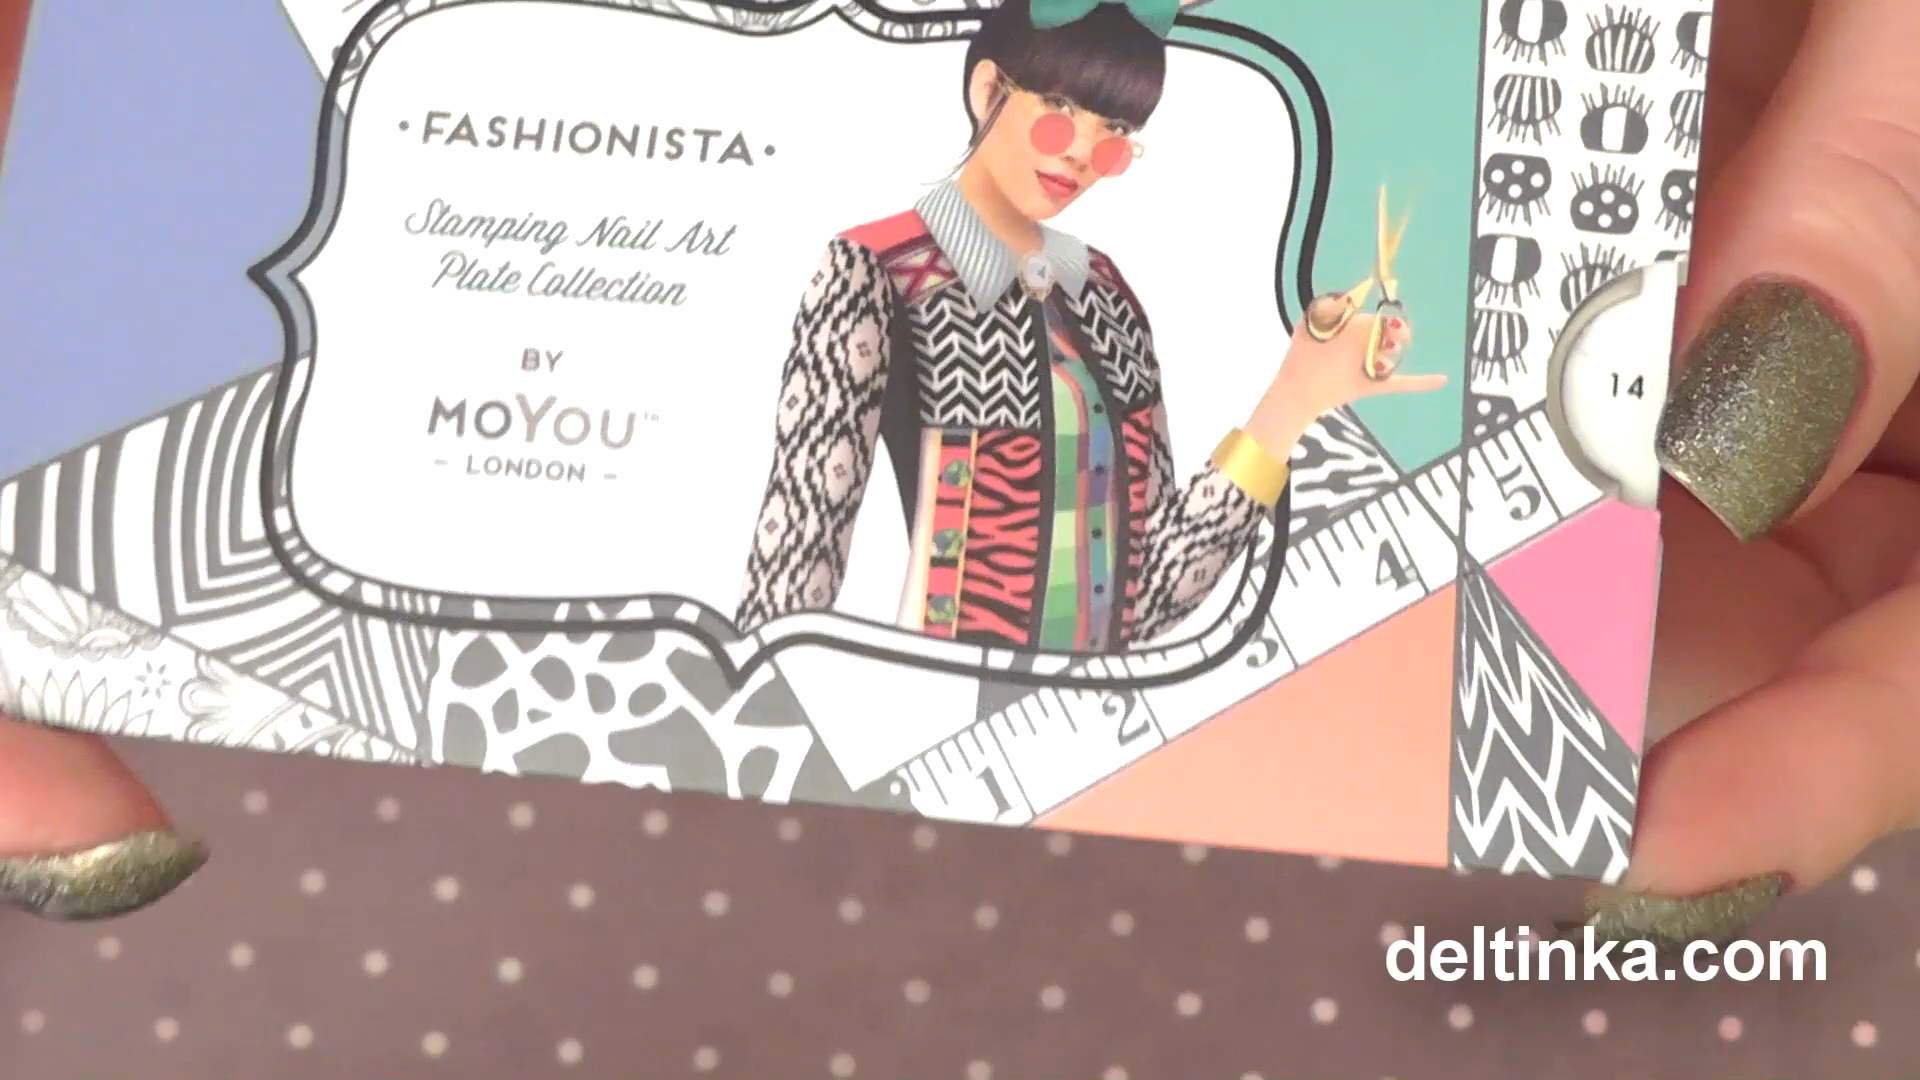 ·FASHIONISTA·
Stamping Nail Art
Plate Collection
BY
MOYOU™
- LONDON -
14
5
4
3
2
1
deltinka.com